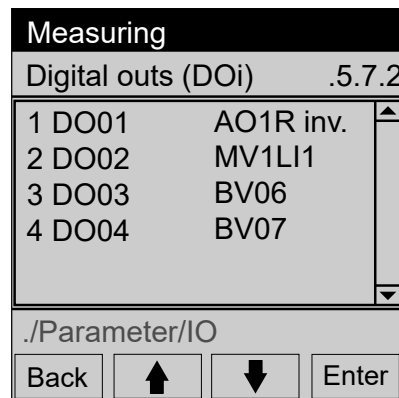 Measuring
Digital outs (DOi) .5.7.2
1 DO01 AO1R inv.
2 DO02 MV1LI1
3 DO03 BV06
4 DO04 BV07
./Parameter/IO
Back Enter